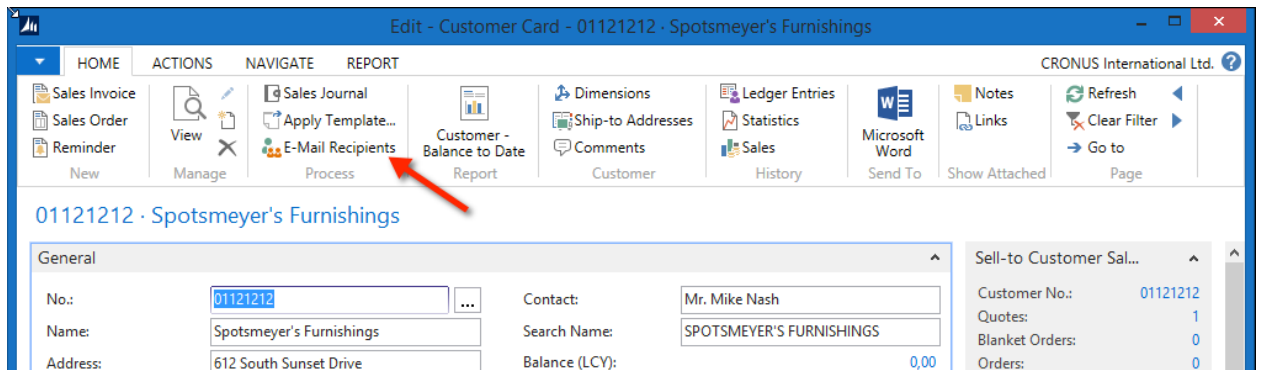 Edit - Customer Card - 01121212 · Spotsmeyer's Furnishings
HOME ACTIONS NAVIGATE REPORT CRONUS International Ltd.
Sales Invoice
Sales Order
Reminder
New
View
Manage
Sales Journal
Apply Template...
E-Mail Recipients
Process
Customer -
Balance to Date
Report
Dimensions
Ship-to Addresses
Comments
Customer
Ledger Entries
Statistics
Sales
History
Microsoft
Word
Send To
Notes
Links
Show Attached
Refresh
Clear Filter
Go to
Page
01121212 · Spotsmeyer's Furnishings
General
No.: 01121212 ...
Name: Spotsmeyer's Furnishings
Address: 612 South Sunset Drive
Contact: Mr. Mike Nash
Search Name: SPOTSMEYER'S FURNISHINGS
Balance (LCY): 0,00
Sell-to Customer Sal...
Customer No.: 01121212
Quotes: 1
Blanket Orders: 0
Orders: 0